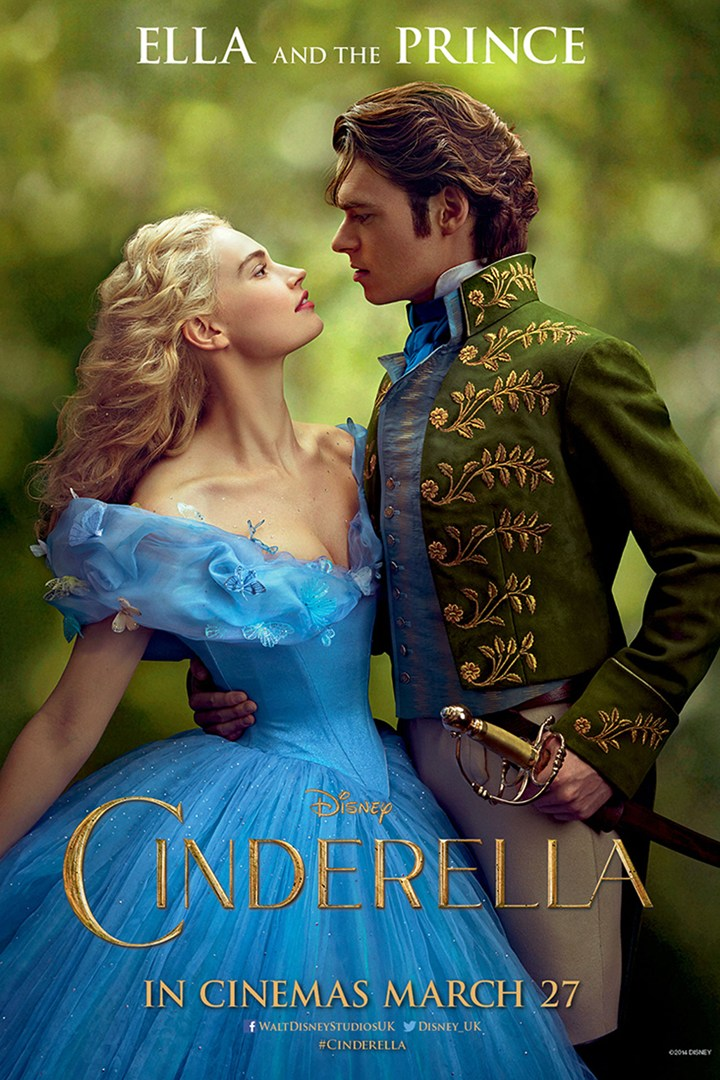 ELLA AND THE PRINCE
DISNEY
CINDERELLA
IN CINEMAS MARCH 27
WALTDISNEYSTUDIOSUK DISNEY_UK
#CINDERELLA
©2014 DISNEY